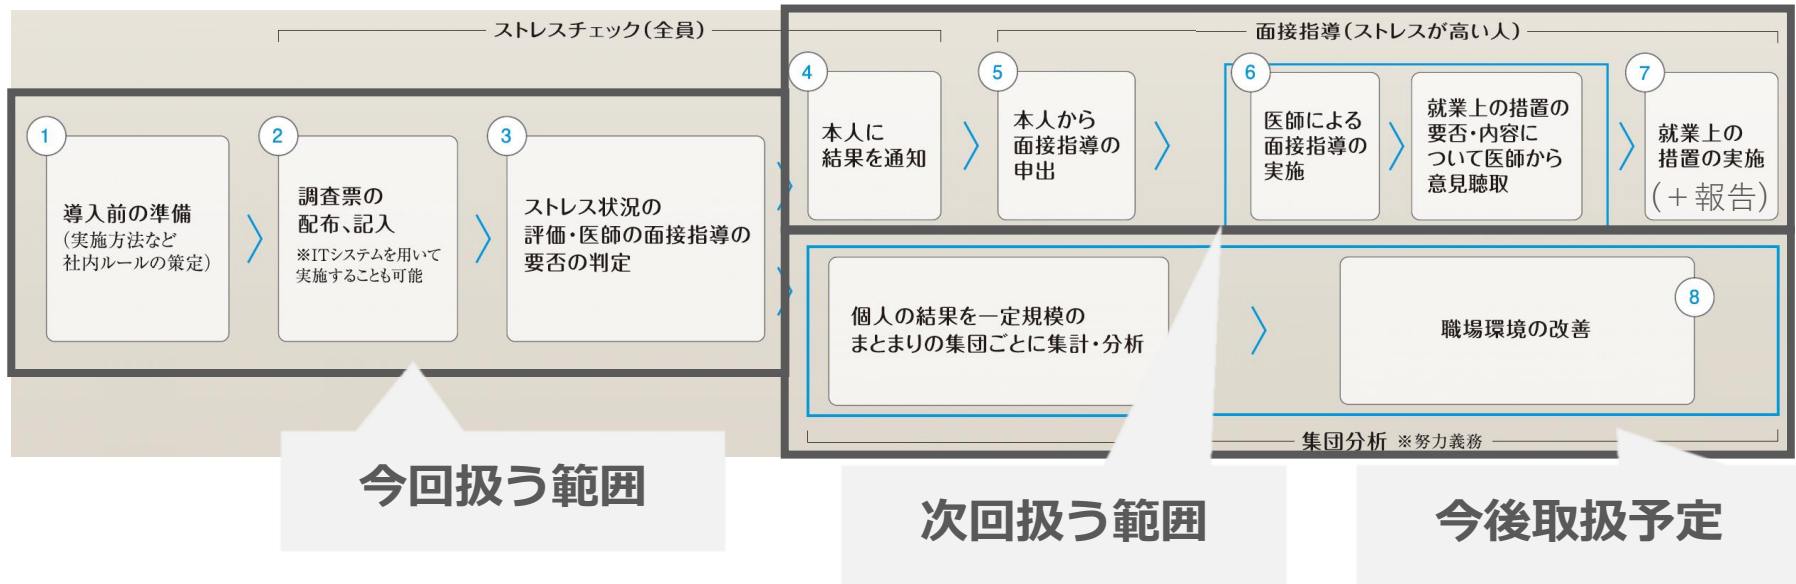 ストレスチェック(全員)
面接指導(ストレスが高い人)
1
導入前の準備
(実施方法など
社内ルールの策定)
2
調査票の
配布、記入
※ITシステムを用いて
実施することも可能
3
ストレス状況の
評価・医師の面接指導の
要否の判定
4
本人に
結果を通知
5
本人から
面接指導の
申出
6
医師による
面接指導の
実施
就業上の措置の
要否・内容に
ついて医師から
意見聴取
7
就業上の
措置の実施
(+報告)
個人の結果を一定規模の
まとまりの集団ごとに集計・分析
8
職場環境の改善
集団分析 ※努力義務
今回扱う範囲
次回扱う範囲
今後取扱予定